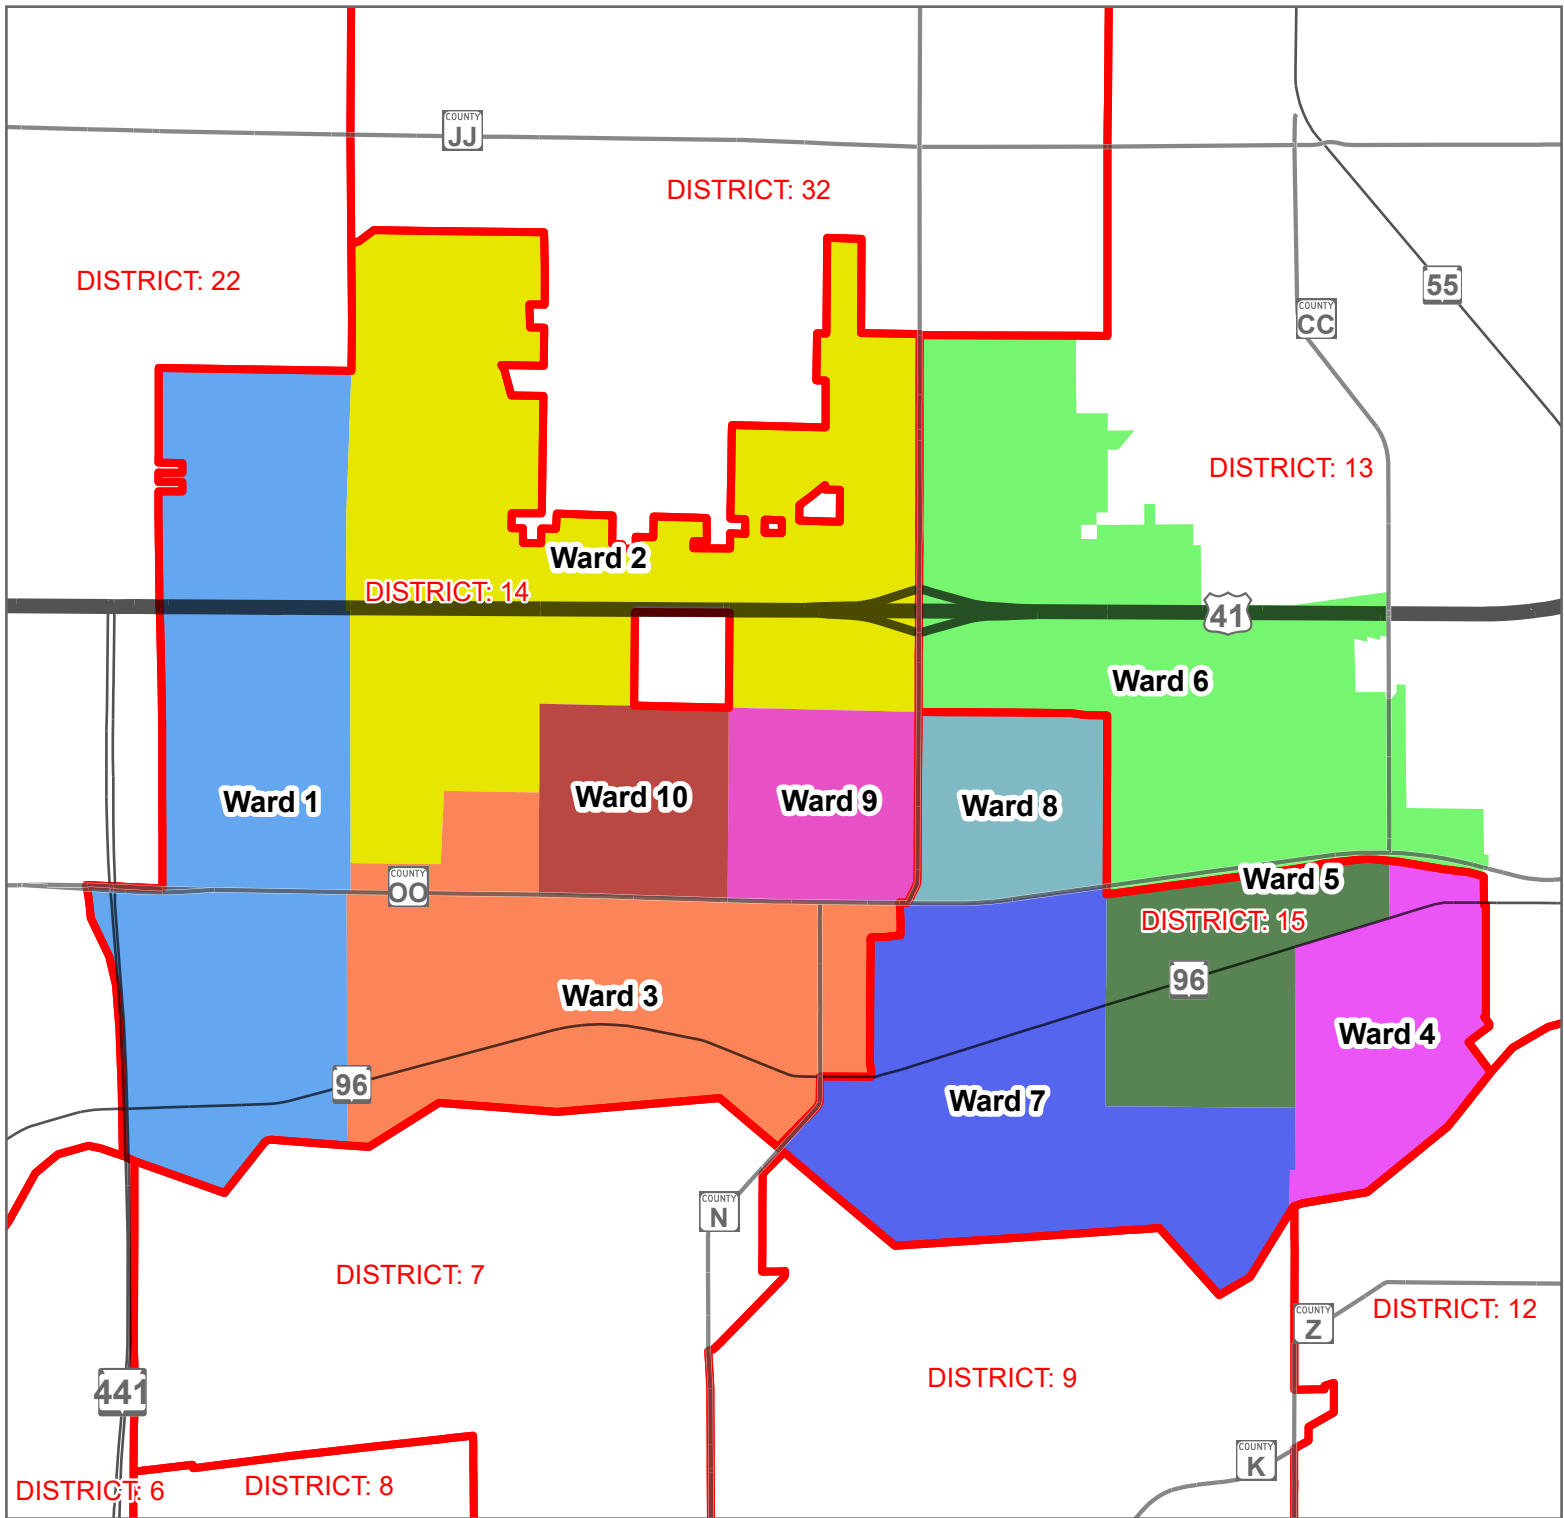 COUNTY
JJ
DISTRICT: 32
DISTRICT: 22
55
COUNTY
CC
DISTRICT: 13
Ward 2
DISTRICT: 14
41
Ward 6
Ward 1
Ward 10
Ward 9
Ward 8
COUNTY
OO
Ward 5
DISTRICT: 15
96
Ward 3
Ward 4
96
Ward 7
COUNTY
N
DISTRICT: 7
COUNTY
Z
DISTRICT: 12
DISTRICT: 9
441
COUNTY
K
DISTRICT: 6
DISTRICT: 8